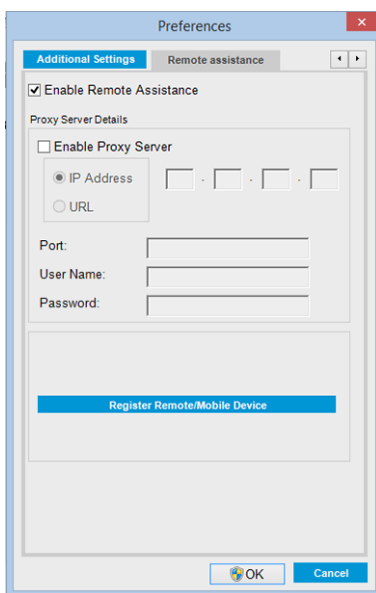 Preferences
Additional Settings
Remote assistance
Enable Remote Assistance
Proxy Server Details
Enable Proxy Server
IP Address
URL
Port:
User Name:
Password:
Register Remote/Mobile Device
OK
Cancel